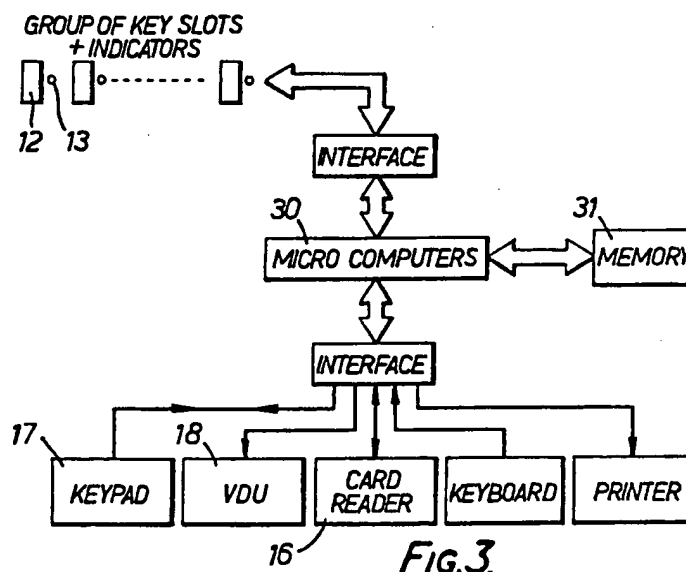 GROUP OF KEY SLOTS
+ INDICATORS
12
13
INTERFACE
30
MICRO COMPUTERS
31
MEMORY
INTERFACE
17
KEYPAD
18
VDU
CARD
READER
16
KEYBOARD
PRINTER
FIG.3.